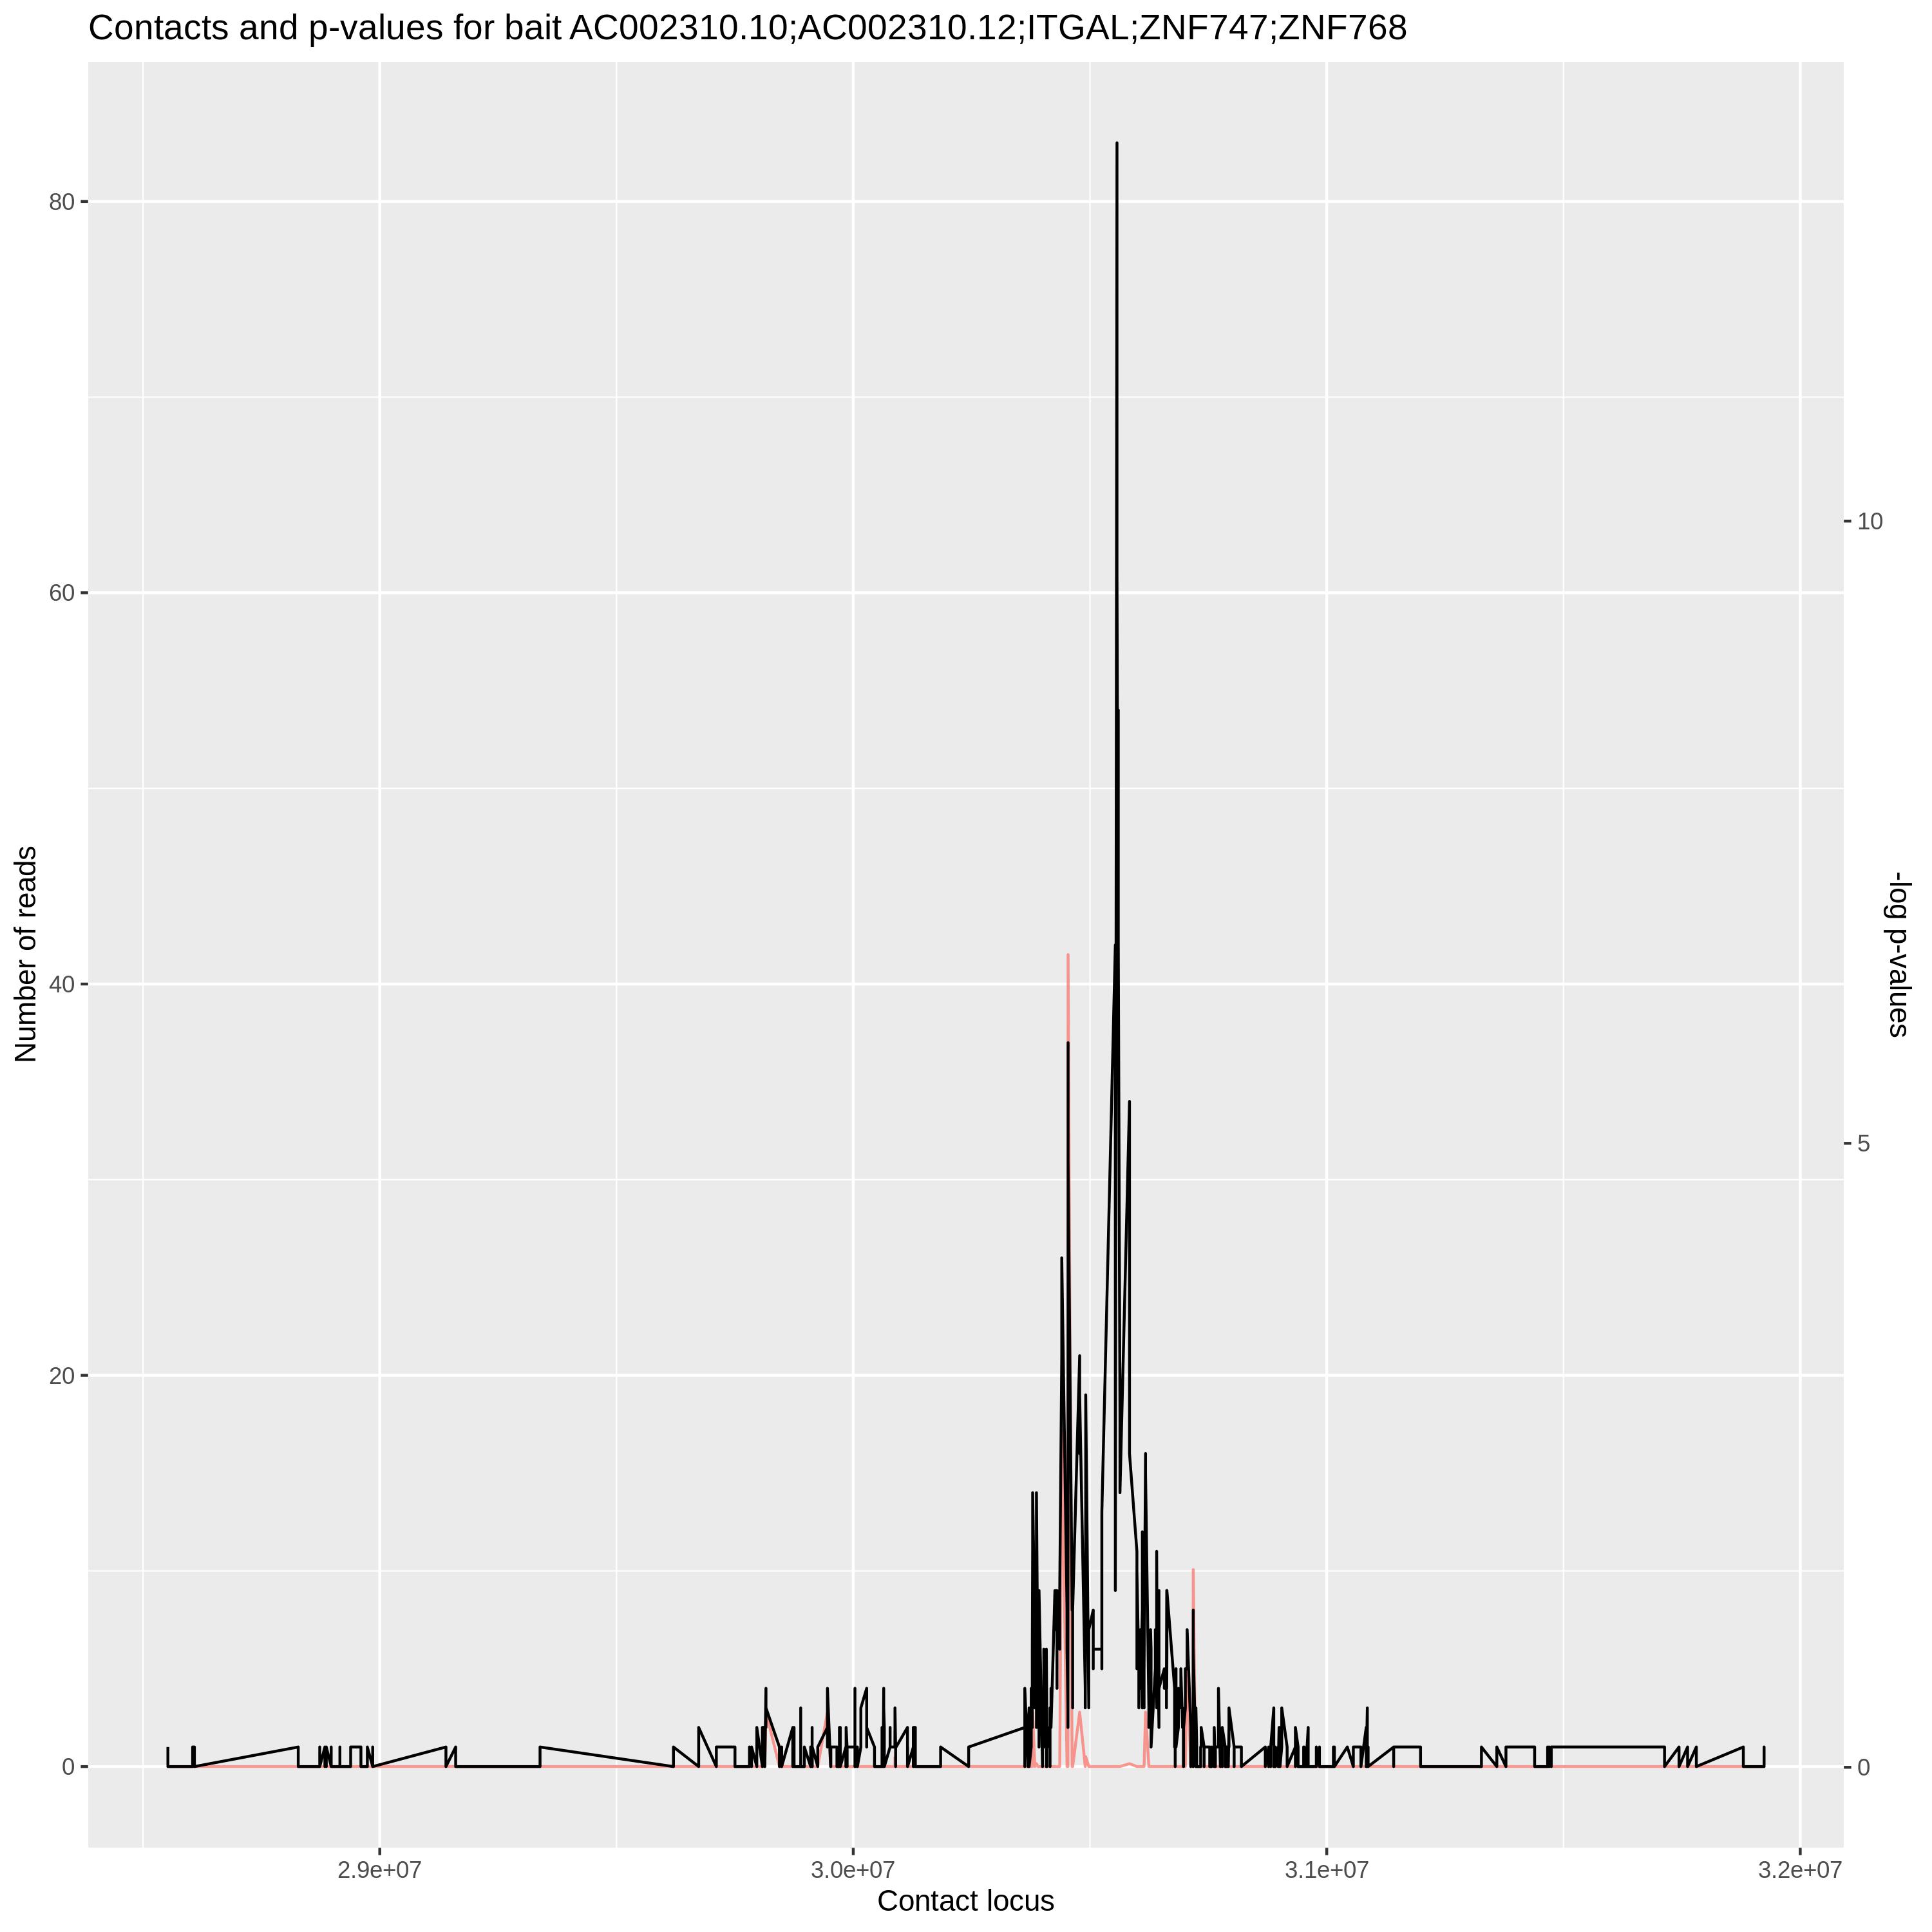 Contacts and p-values for bait AC002310.10;AC002310.12;ITGAL;ZNF747;ZNF768
80
60
40
20
0
Number of reads
10
5
0
-log p-values
2.9e+07 3.0e+07 3.1e+07 3.2e+07
Contact locus